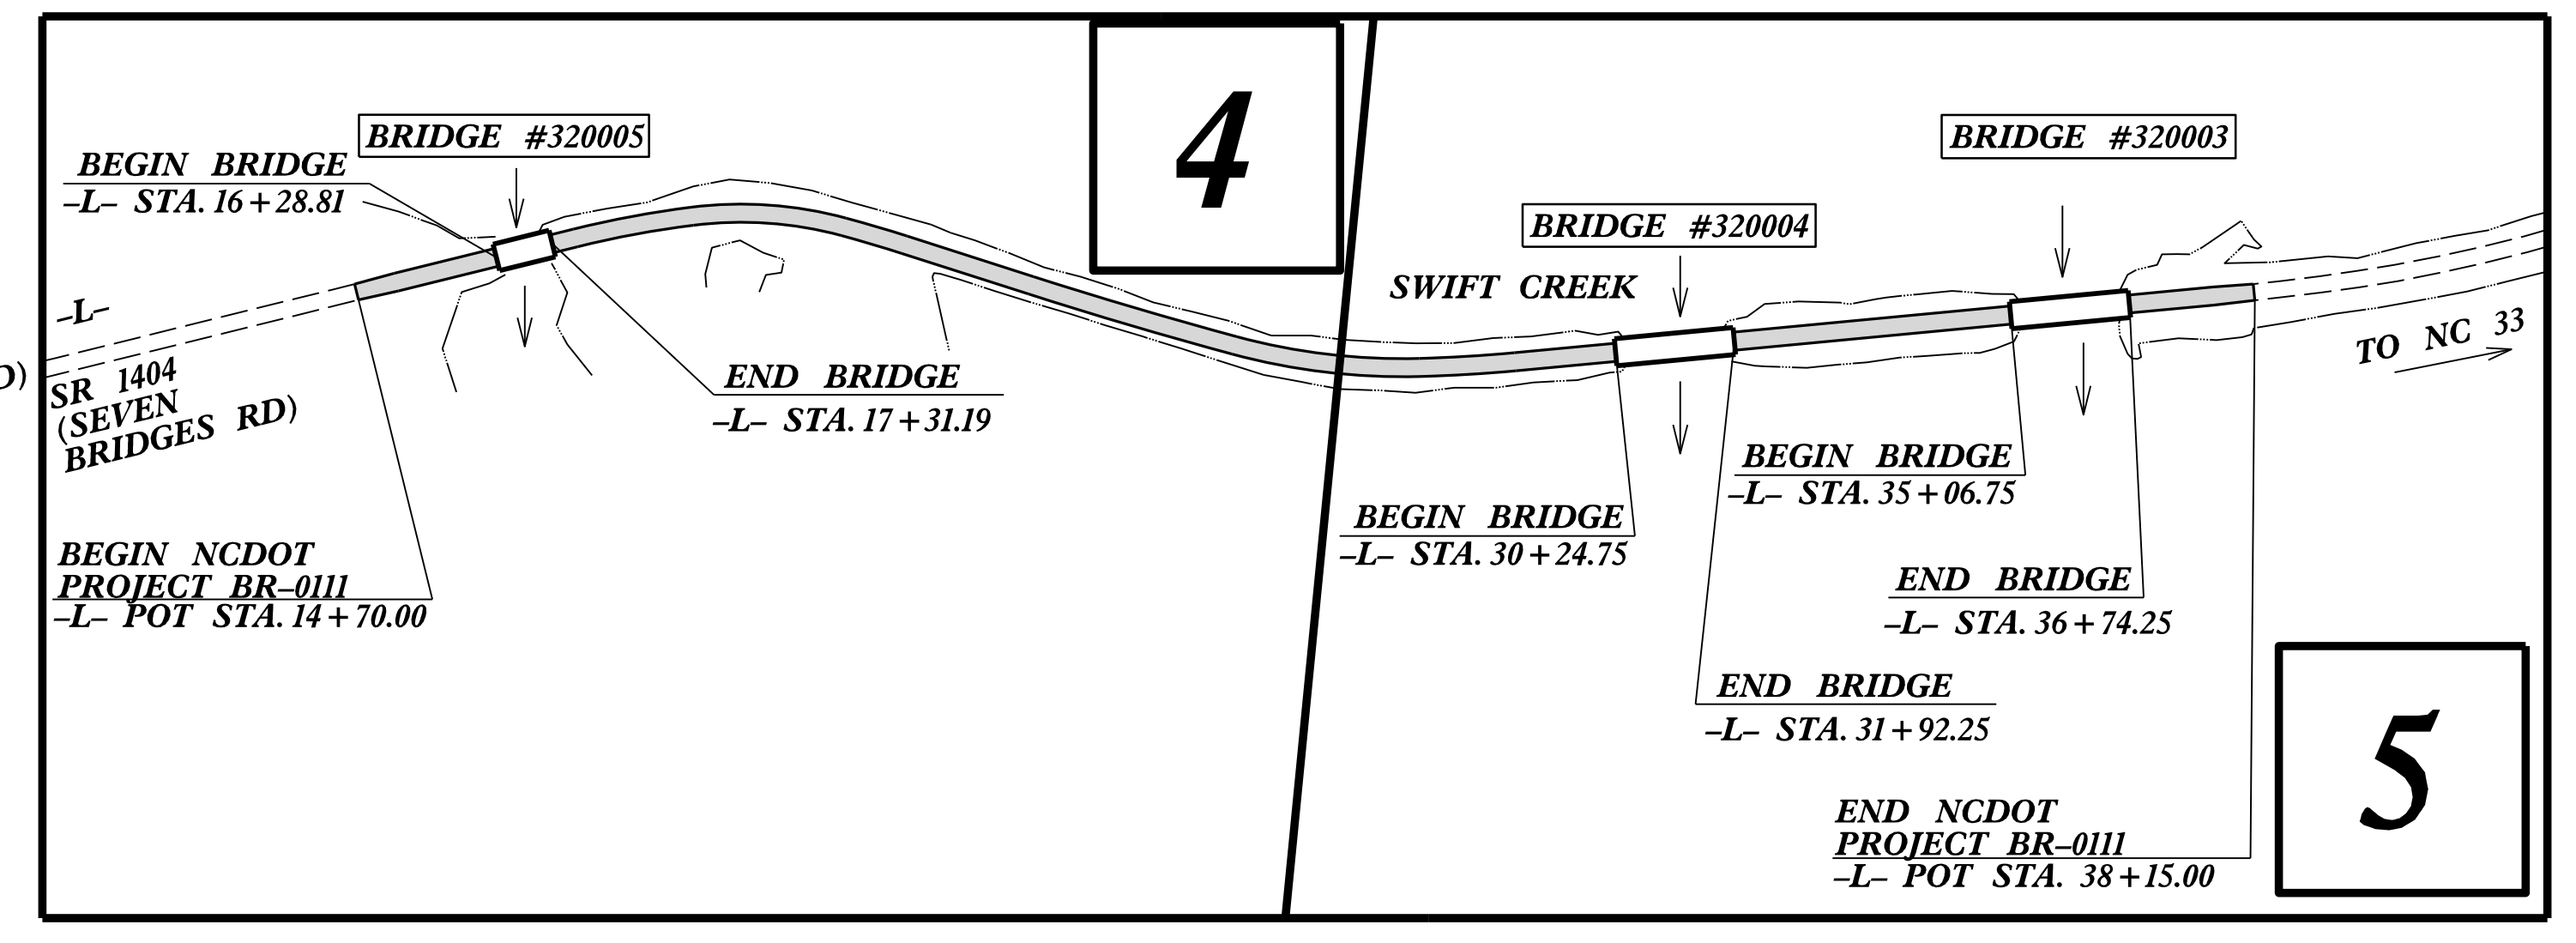 4
BRIDGE #320005
BRIDGE #320003
BEGIN BRIDGE
–L– STA. 16+28.81
BRIDGE #320004
SWIFT CREEK
–L–
D)
SR 1404
(SEVEN
BRIDGES RD)
TO NC 33
END BRIDGE
–L– STA. 17+31.19
BEGIN BRIDGE
–L– STA. 35+06.75
BEGIN BRIDGE
–L– STA. 30+24.75
BEGIN NCDOT
PROJECT BR–0111
–L– POT STA. 14+70.00
END BRIDGE
–L– STA. 36+74.25
END BRIDGE
–L– STA. 31+92.25
END NCDOT
PROJECT BR–0111
–L– POT STA. 38+15.00
5